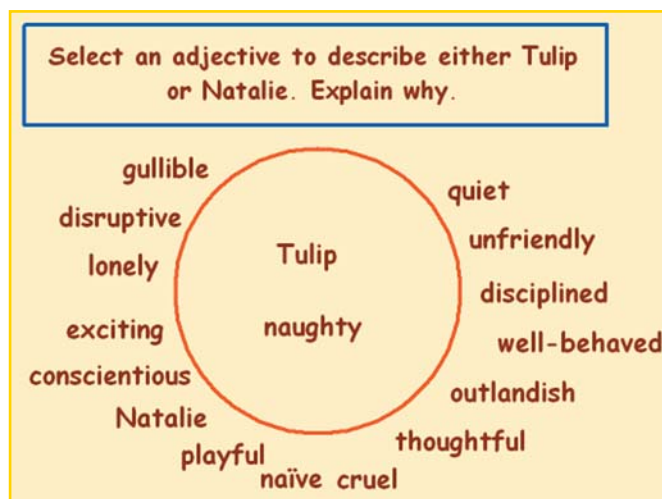 Select an adjective to describe either Tulip
or Natalie. Explain why.
gullible
quiet
disruptive
unfriendly
Tulip
lonely
disciplined
naughty
exciting
well-behaved
conscientious
outlandish
Natalie
thoughtful
playful
naïve cruel